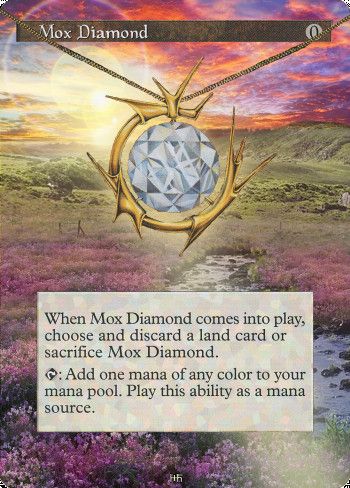 Mox Diamond 0
When Mox Diamond comes into play,
choose and discard a land card or
sacrifice Mox Diamond.
: Add one mana of any color to your
mana pool. Play this ability as a mana
source.